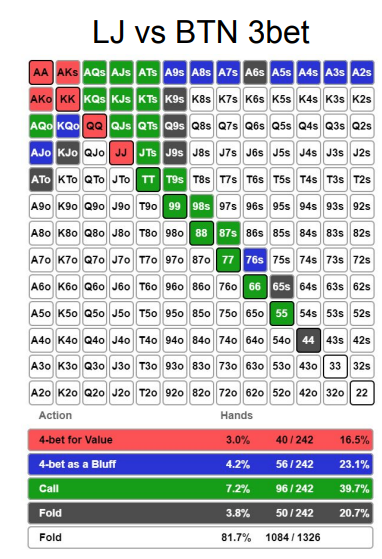 LJ vs BTN 3bet
AA AKs AQs AJs ATs A9s A8s A7s A6s A5s A4s A3s A2s
AKo KK KQs KJs KTs K9s K8s K7s K6s K5s K4s K3s K2s
AQo KQo QQ QJs QTs Q9s Q8s Q7s Q6s Q5s Q4s Q3s Q2s
AJo KJo QJo JJ JTs J9s J8s J7s J6s J5s J4s J3s J2s
ATo KTo QTo JTo TT T9s T8s T7s T6s T5s T4s T3s T2s
A9o K9o Q9o J9o T9o 99 98s 97s 96s 95s 94s 93s 92s
A8o K8o Q8o J8o T8o 98o 88 87s 86s 85s 84s 83s 82s
A7o K7o Q7o J7o T7o 97o 87o 77 76s 75s 74s 73s 72s
A6o K6o Q6o J6o T6o 96o 86o 76o 66 65s 64s 63s 62s
A5o K5o Q5o J5o T5o 95o 85o 75o 65o 55 54s 53s 52s
A4o K4o Q4o J4o T4o 94o 84o 74o 64o 54o 44 43s 42s
A3o K3o Q3o J3o T3o 93o 83o 73o 63o 53o 43o 33 32s
A2o K2o Q2o J2o T2o 92o 82o 72o 62o 52o 42o 32o 22
Action Hands
4-bet for Value 3.0% 40 / 242 16.5%
4-bet as a Bluff 4.2% 56 / 242 23.1%
Call 7.2% 96 / 242 39.7%
Fold 3.8% 50 / 242 20.7%
Fold 81.7% 1084 / 1326